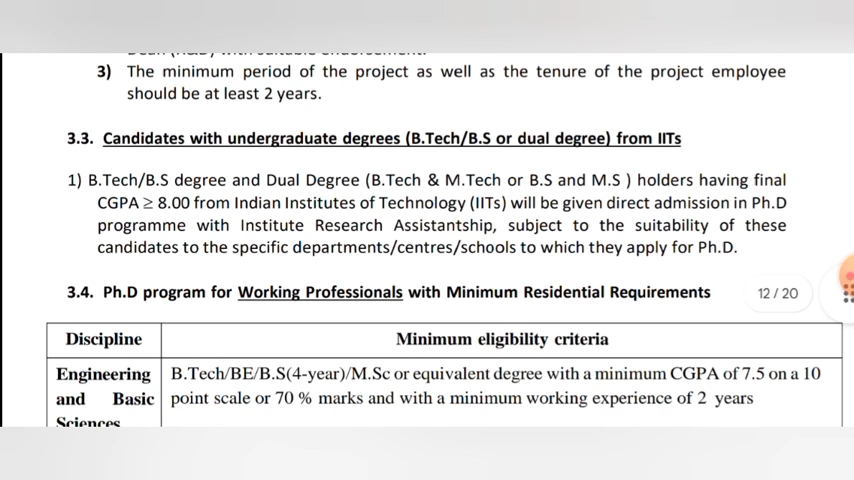 3) The minimum period of the project as well as the tenure of the project employee
should be at least 2 years.
3.3. Candidates with undergraduate degrees (B.Tech/B.S or dual degree) from IITs
1) B.Tech/B.S degree and Dual Degree (B.Tech & M.Tech or B.S and M.S ) holders having final
CGPA ≥ 8.00 from Indian Institutes of Technology (IITs) will be given direct admission in Ph.D
programme with Institute Research Assistantship, subject to the suitability of these
candidates to the specific departments/centres/schools to which they apply for Ph.D.
3.4. Ph.D program for Working Professionals with Minimum Residential Requirements
12 / 20
Discipline Minimum eligibility criteria
Engineering B.Tech/BE/B.S(4-year)/M.Sc or equivalent degree with a minimum CGPA of 7.5 on a 10
and Basic point scale or 70 % marks and with a minimum working experience of 2 years
Sciences